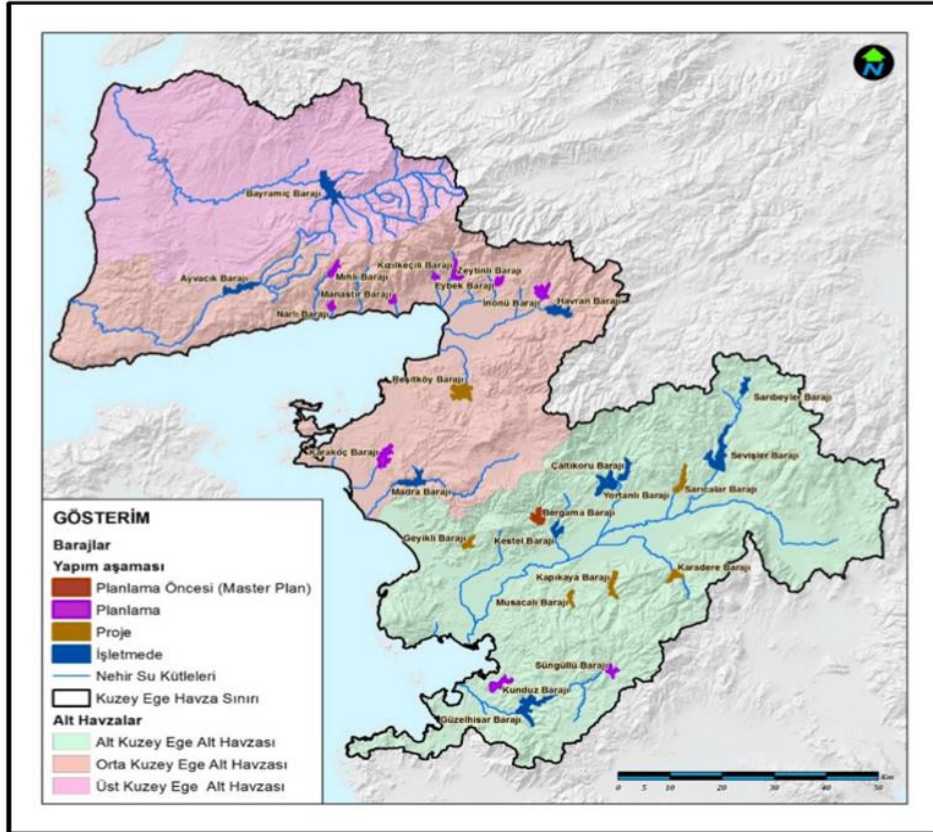 N
Bayramiç Barajı
Ayvacık Barajı
Mıhlı Barajı
Kızılkeçili Barajı
Zeytinli Barajı
Eybek Barajı
Manastır Barajı
İnönü Barajı
Havran Barajı
Narlı Barajı
Reşitköy Barajı
Sarıbeyler Barajı
Karakoç Barajı
Sevişler Barajı
Çaltıkoru Barajı
Madra Barajı
Yortanlı Barajı
Sarıcalar Barajı
Bergama Barajı
Geyikli Barajı
Kestel Barajı
Kapıkaya Barajı
Karadere Barajı
Musacalı Barajı
Süngüllü Barajı
Kunduz Barajı
Güzelhisar Barajı
GÖSTERİM
Barajlar
Yapım aşaması
Planlama Öncesi (Master Plan)
Planlama
Proje
İşletmede
Nehir Su Kütleleri
Kuzey Ege Havza Sınırı
Alt Havzalar
Alt Kuzey Ege Alt Havzası
Orta Kuzey Ege Alt Havzası
Üst Kuzey Ege Alt Havzası
0 5 10 20 30 40 50 Km